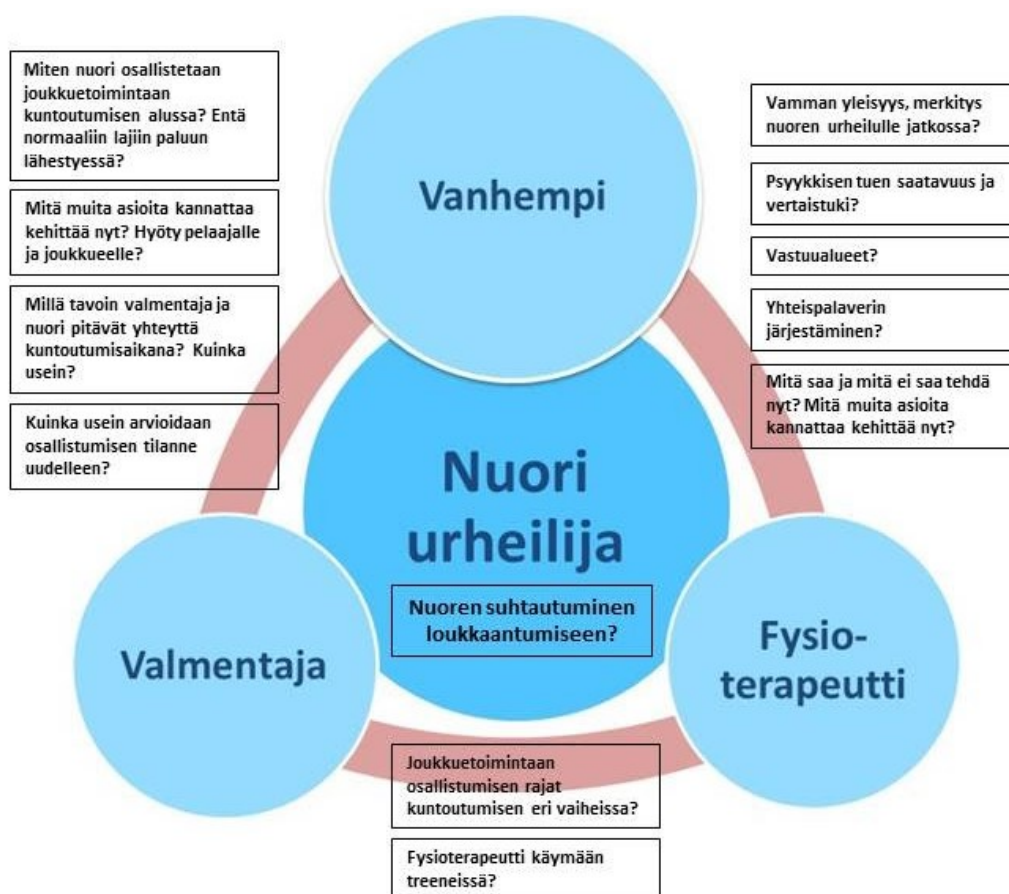 Miten nuori osallistetaan
joukkuetoimintaan
kuntoutumisen alussa? Entä
normaaliin lajiin paluun
lähestyessä?
Mitä muita asioita kannattaa
kehittää nyt? Hyöty pelaajalle
ja joukkueelle?
Millä tavoin valmentaja ja
nuori pitävät yhteyttä
kuntoutumisaikana? Kuinka
usein?
Kuinka usein arvioidaan
osallistumisen tilanne
uudelleen?
Vanhempi
Vamman yleisyys, merkitys
nuoren urheilulle jatkossa?
Psyykkisen tuen saatavuus ja
vertaistuki?
Vastuualueet?
Yhteispalaverin
järjestäminen?
Mitä saa ja mitä ei saa tehdä
nyt? Mitä muita asioita
kannattaa kehittää nyt?
Nuori
urheilija
Nuoren suhtautuminen
loukkaantumiseen?
Valmentaja
Fysio-
terapeutti
Joukkuetoimintaan
osallistumisen rajat
kuntoutumisen eri vaiheissa?
Fysioterapeutti käymään
treeneissä?